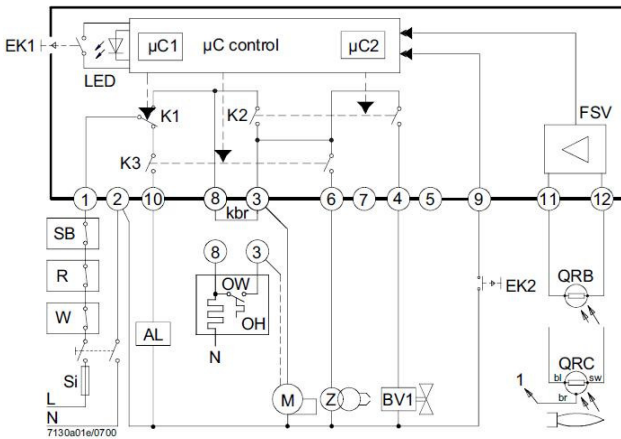 EK1
LED
µC1
µC control
µC2
K1
K2
FSV
K3
1
2
10
8
kbr
3
6
7
4
5
9
11
12
SB
R
W
Si
L
N
7130a01e/0700
AL
8
3
OW
OH
N
M
Z
BV1
EK2
QRB
QRC
1
bl
sw
br